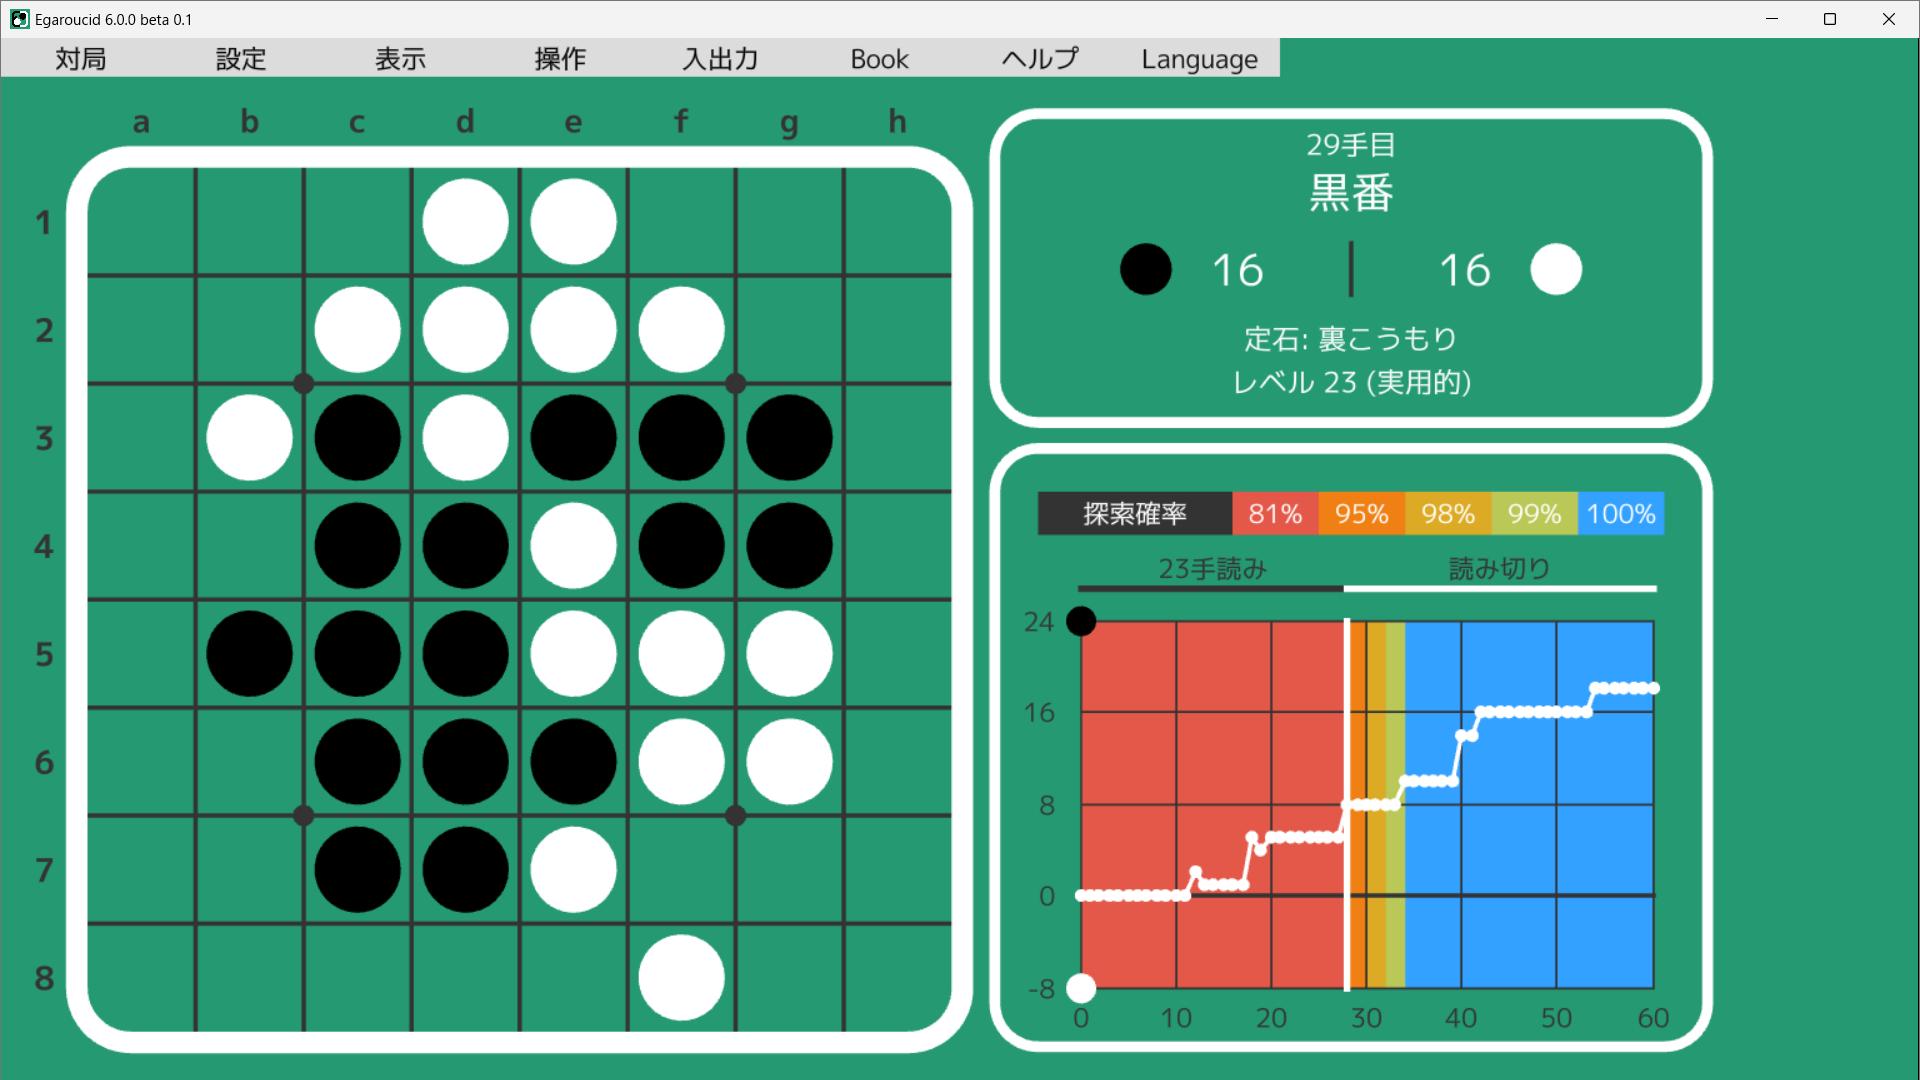 Egaroucid 6.0.0 beta 0.1
対局 設定 表示 操作 入出力 Book ヘルプ Language
a b c d e f g h
1
2
3
4
5
6
7
8
29手目
黒番
16 16
定石: 裏こうもり
レベル 23 (実用的)
探索確率 81% 95% 98% 99% 100%
23手読み 読み切り
24
16
8
0
-8
0 10 20 30 40 50 60